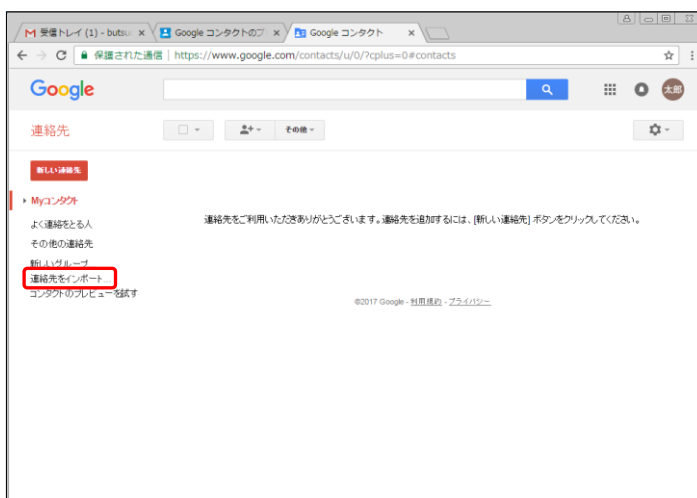 受信トレイ (1) - butsu
Google コンタクトのプ
Google コンタクト
保護された通信
https://www.google.com/contacts/u/0/?cplus=0#contacts
Google
太郎
連絡先
その他
新しい連絡先
Myコンタクト
よく連絡をとる人
連絡先をご利用いただきありがとうございます。連絡先を追加するには、[新しい連絡先] ボタンをクリックしてください。
その他の連絡先
新しいグループ
連絡先をインポート...
コンタクトのプレビューを試す
©2017 Google - 利用規約 - プライバシー